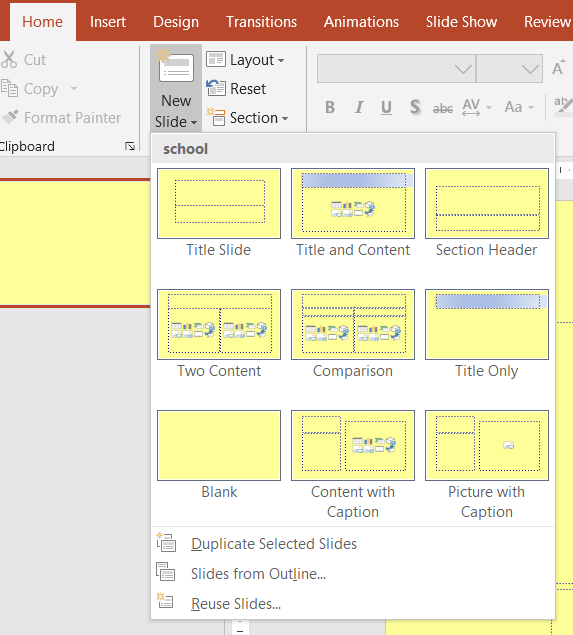 Home Insert Design Transitions Animations Slide Show Review
Cut
Copy
Format Painter
Clipboard
New
Slide
Layout
Reset
Section
B I U S abc AV Aa A ab
school
Title Slide Title and Content Section Header
Two Content Comparison Title Only
Blank Content with Caption Picture with Caption
Duplicate Selected Slides
Slides from Outline...
Reuse Slides...